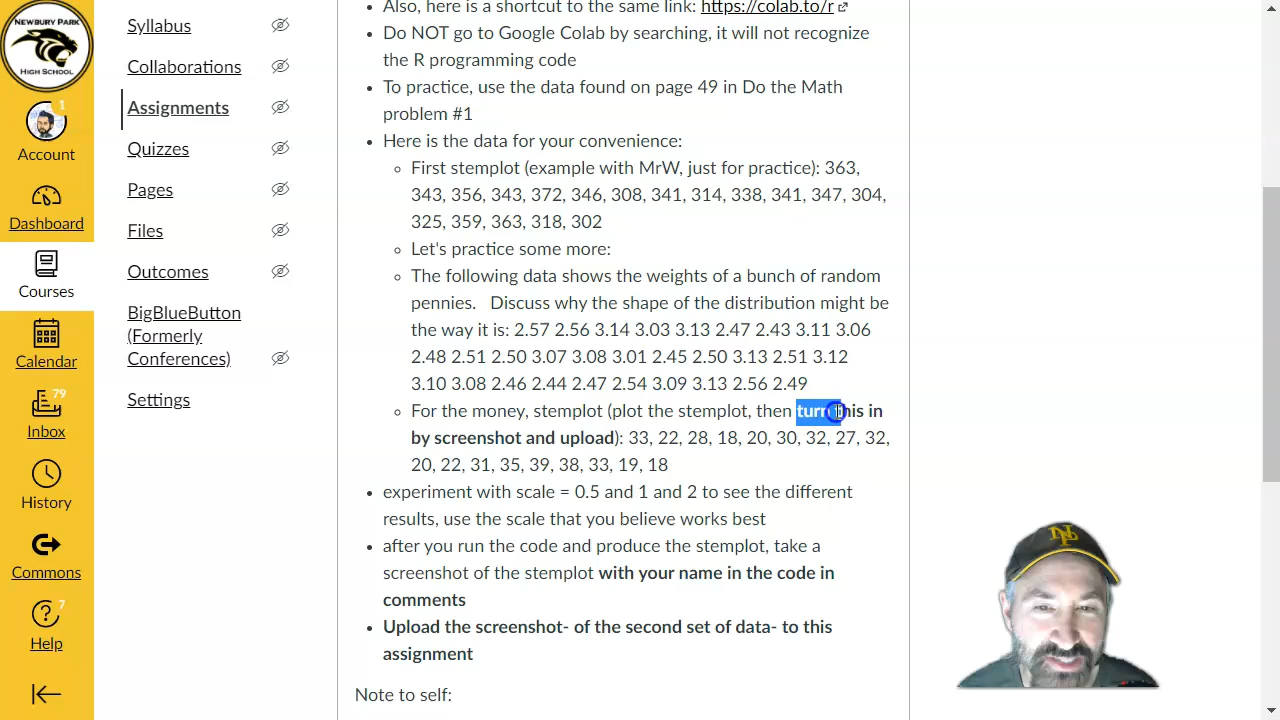 NEWBURY PARK
HIGH SCHOOL
1
Account
Dashboard
Courses
Calendar
79
Inbox
History
Commons
7
Help
Syllabus
Collaborations
Assignments
Quizzes
Pages
Files
Outcomes
BigBlueButton
(Formerly
Conferences)
Settings
Also, here is a shortcut to the same link: https://colab.to/r
Do NOT go to Google Colab by searching, it will not recognize
the R programming code
To practice, use the data found on page 49 in Do the Math
problem #1
Here is the data for your convenience:
First stemplot (example with MrW, just for practice): 363,
343, 356, 343, 372, 346, 308, 341, 314, 338, 341, 347, 304,
325, 359, 363, 318, 302
Let's practice some more:
The following data shows the weights of a bunch of random
pennies. Discuss why the shape of the distribution might be
the way it is: 2.57 2.56 3.14 3.03 3.13 2.47 2.43 3.11 3.06
2.48 2.51 2.50 3.07 3.08 3.01 2.45 2.50 3.13 2.51 3.12
3.10 3.08 2.46 2.44 2.47 2.54 3.09 3.13 2.56 2.49
For the money, stemplot (plot the stemplot, then turn this in
by screenshot and upload): 33, 22, 28, 18, 20, 30, 32, 27, 32,
20, 22, 31, 35, 39, 38, 33, 19, 18
experiment with scale = 0.5 and 1 and 2 to see the different
results, use the scale that you believe works best
after you run the code and produce the stemplot, take a
screenshot of the stemplot with your name in the code in
comments
Upload the screenshot- of the second set of data- to this
assignment
Note to self:
NP